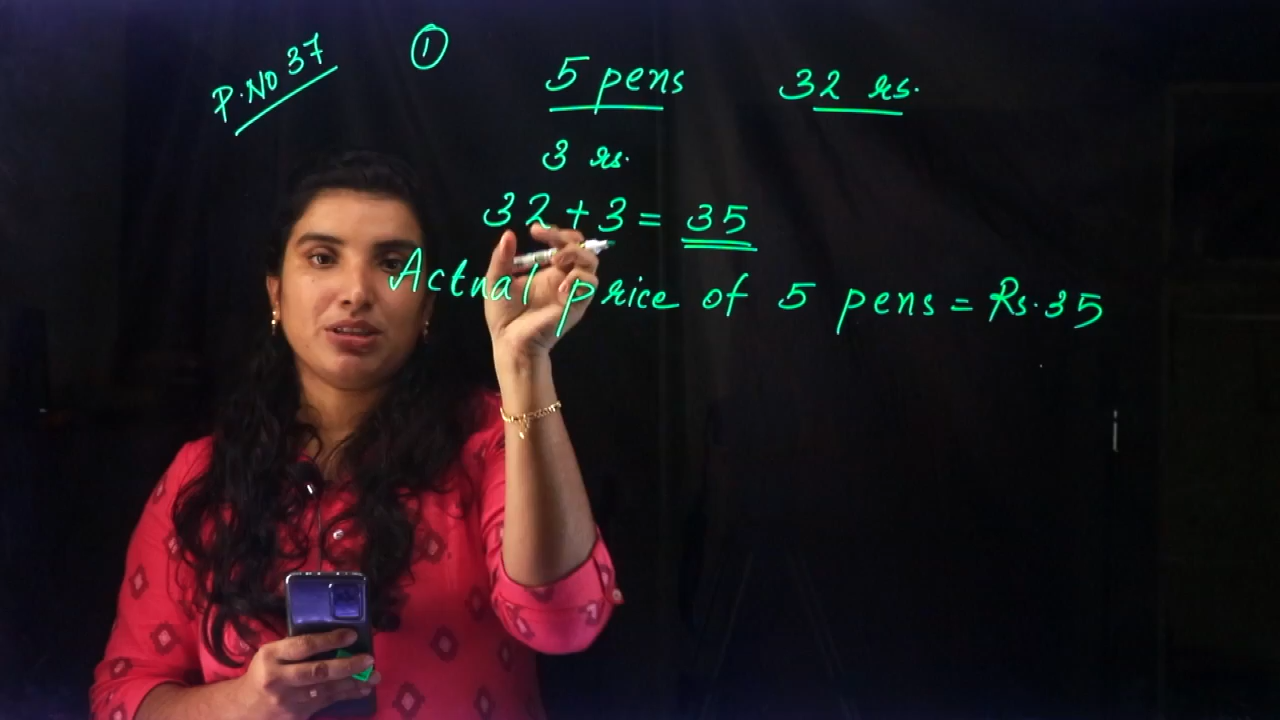 P.No 37 ① 5 pens 32 rs.
3 rs.
32 + 3 = 35
Actual price of 5 pens = Rs. 35